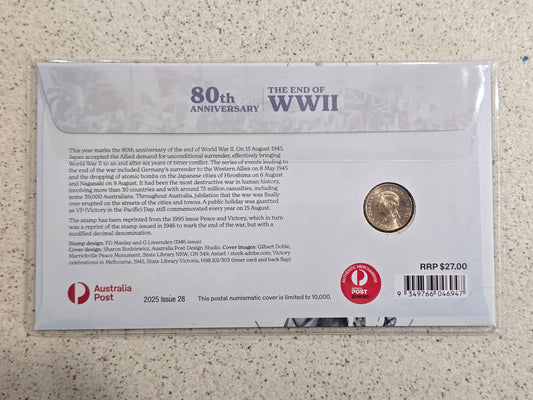 80th ANNIVERSARY
THE END OF WWII
This year marks the 80th anniversary of the end of World War II. On 15 August 1945,
Japan accepted the Allied demand for unconditional surrender, effectively bringing
World War II to an end after six years of bitter conflict. The series of events leading to
the end of the war included Germany's surrender to the Western Allies on 8 May 1945
and the dropping of atomic bombs on the Japanese cities of Hiroshima on 6 August
and Nagasaki on 9 August. It had been the most destructive war in human history,
involving more than 30 countries and with around 75 million casualties, including
some 39,000 Australians. Throughout Australia, jubilation that the war was finally
over erupted on the streets of cities and towns. A public holiday was gazetted
as VP (Victory in the Pacific) Day, still commemorated every year on 15 August.
The stamp has been reprinted from the 1995 issue Peace and Victory, which in turn
was a reprint of the stamp issued in 1946 to mark the end of the war, but with a
modified decimal denomination.
Stamp design: FD Manley and G Lissenden (1946 issue)
Cover design: Sharon Rodziewicz, Australia Post Design Studio. Cover images: Gilbert Doble,
Marrickville Peace Monument, State Library NSW, ON 349; Astart / stock.adobe.com; Victory
celebrations in Melbourne, 1945, State Library Victoria, H98.101/303 (inner card and back flap)
Australia
Post
2025 Issue 28
This postal numismatic cover is limited to 10,000.
AUTHENTIC MERCHANDISE
POST
RRP $27.00
9 349766 046947